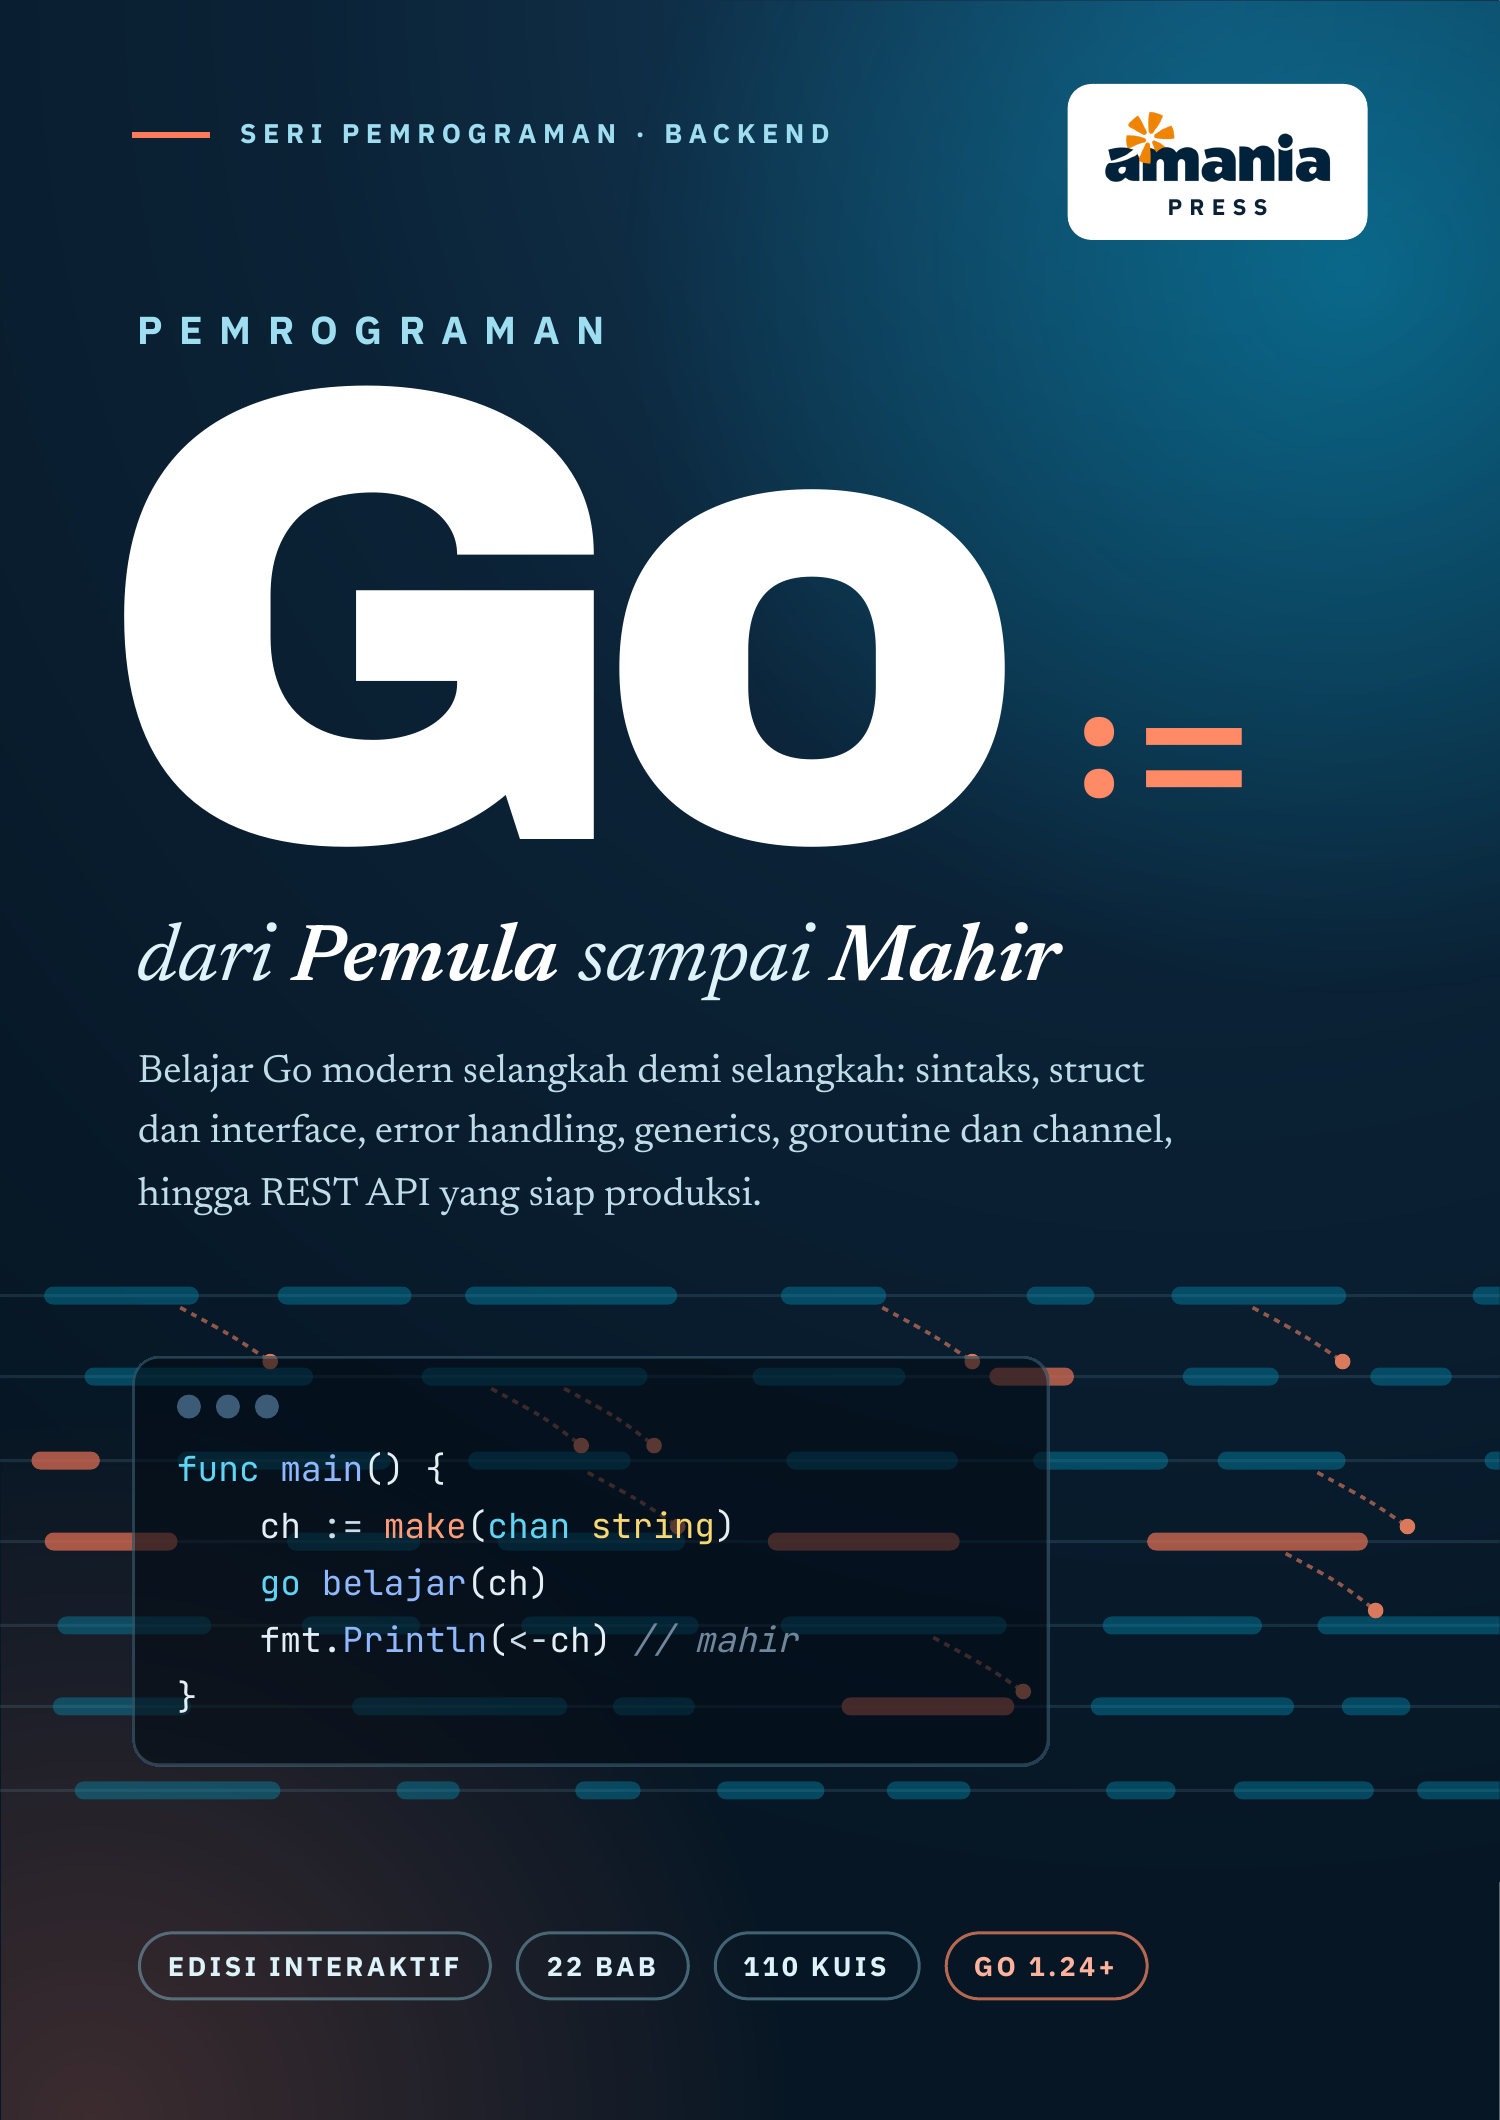 SERI PEMROGRAMAN · BACKEND
amania
PRESS
PEMROGRAMAN
Go :=
dari Pemula sampai Mahir
Belajar Go modern selangkah demi selangkah: sintaks, struct
dan interface, error handling, generics, goroutine dan channel,
hingga REST API yang siap produksi.
func main() {
    ch := make(chan string)
    go belajar(ch)
    fmt.Println(<-ch) // mahir
}
EDISI INTERAKTIF
22 BAB
110 KUIS
GO 1.24+